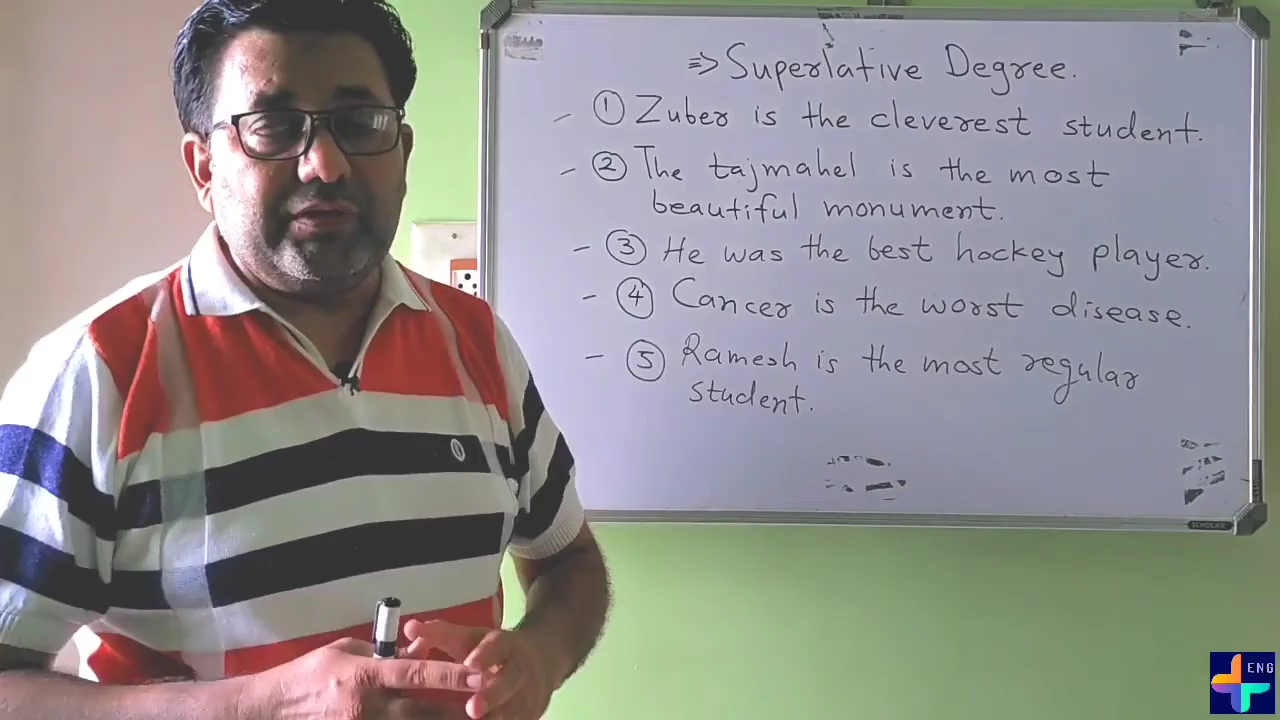 ⇒ Superlative Degree.
– ① Zuber is the cleverest student.
– ② The tajmahel is the most
beautiful monument.
– ③ He was the best hockey player.
– ④ Cancer is the worst disease.
– ⑤ Ramesh is the most regular
student.
SCHOLAR
ENG